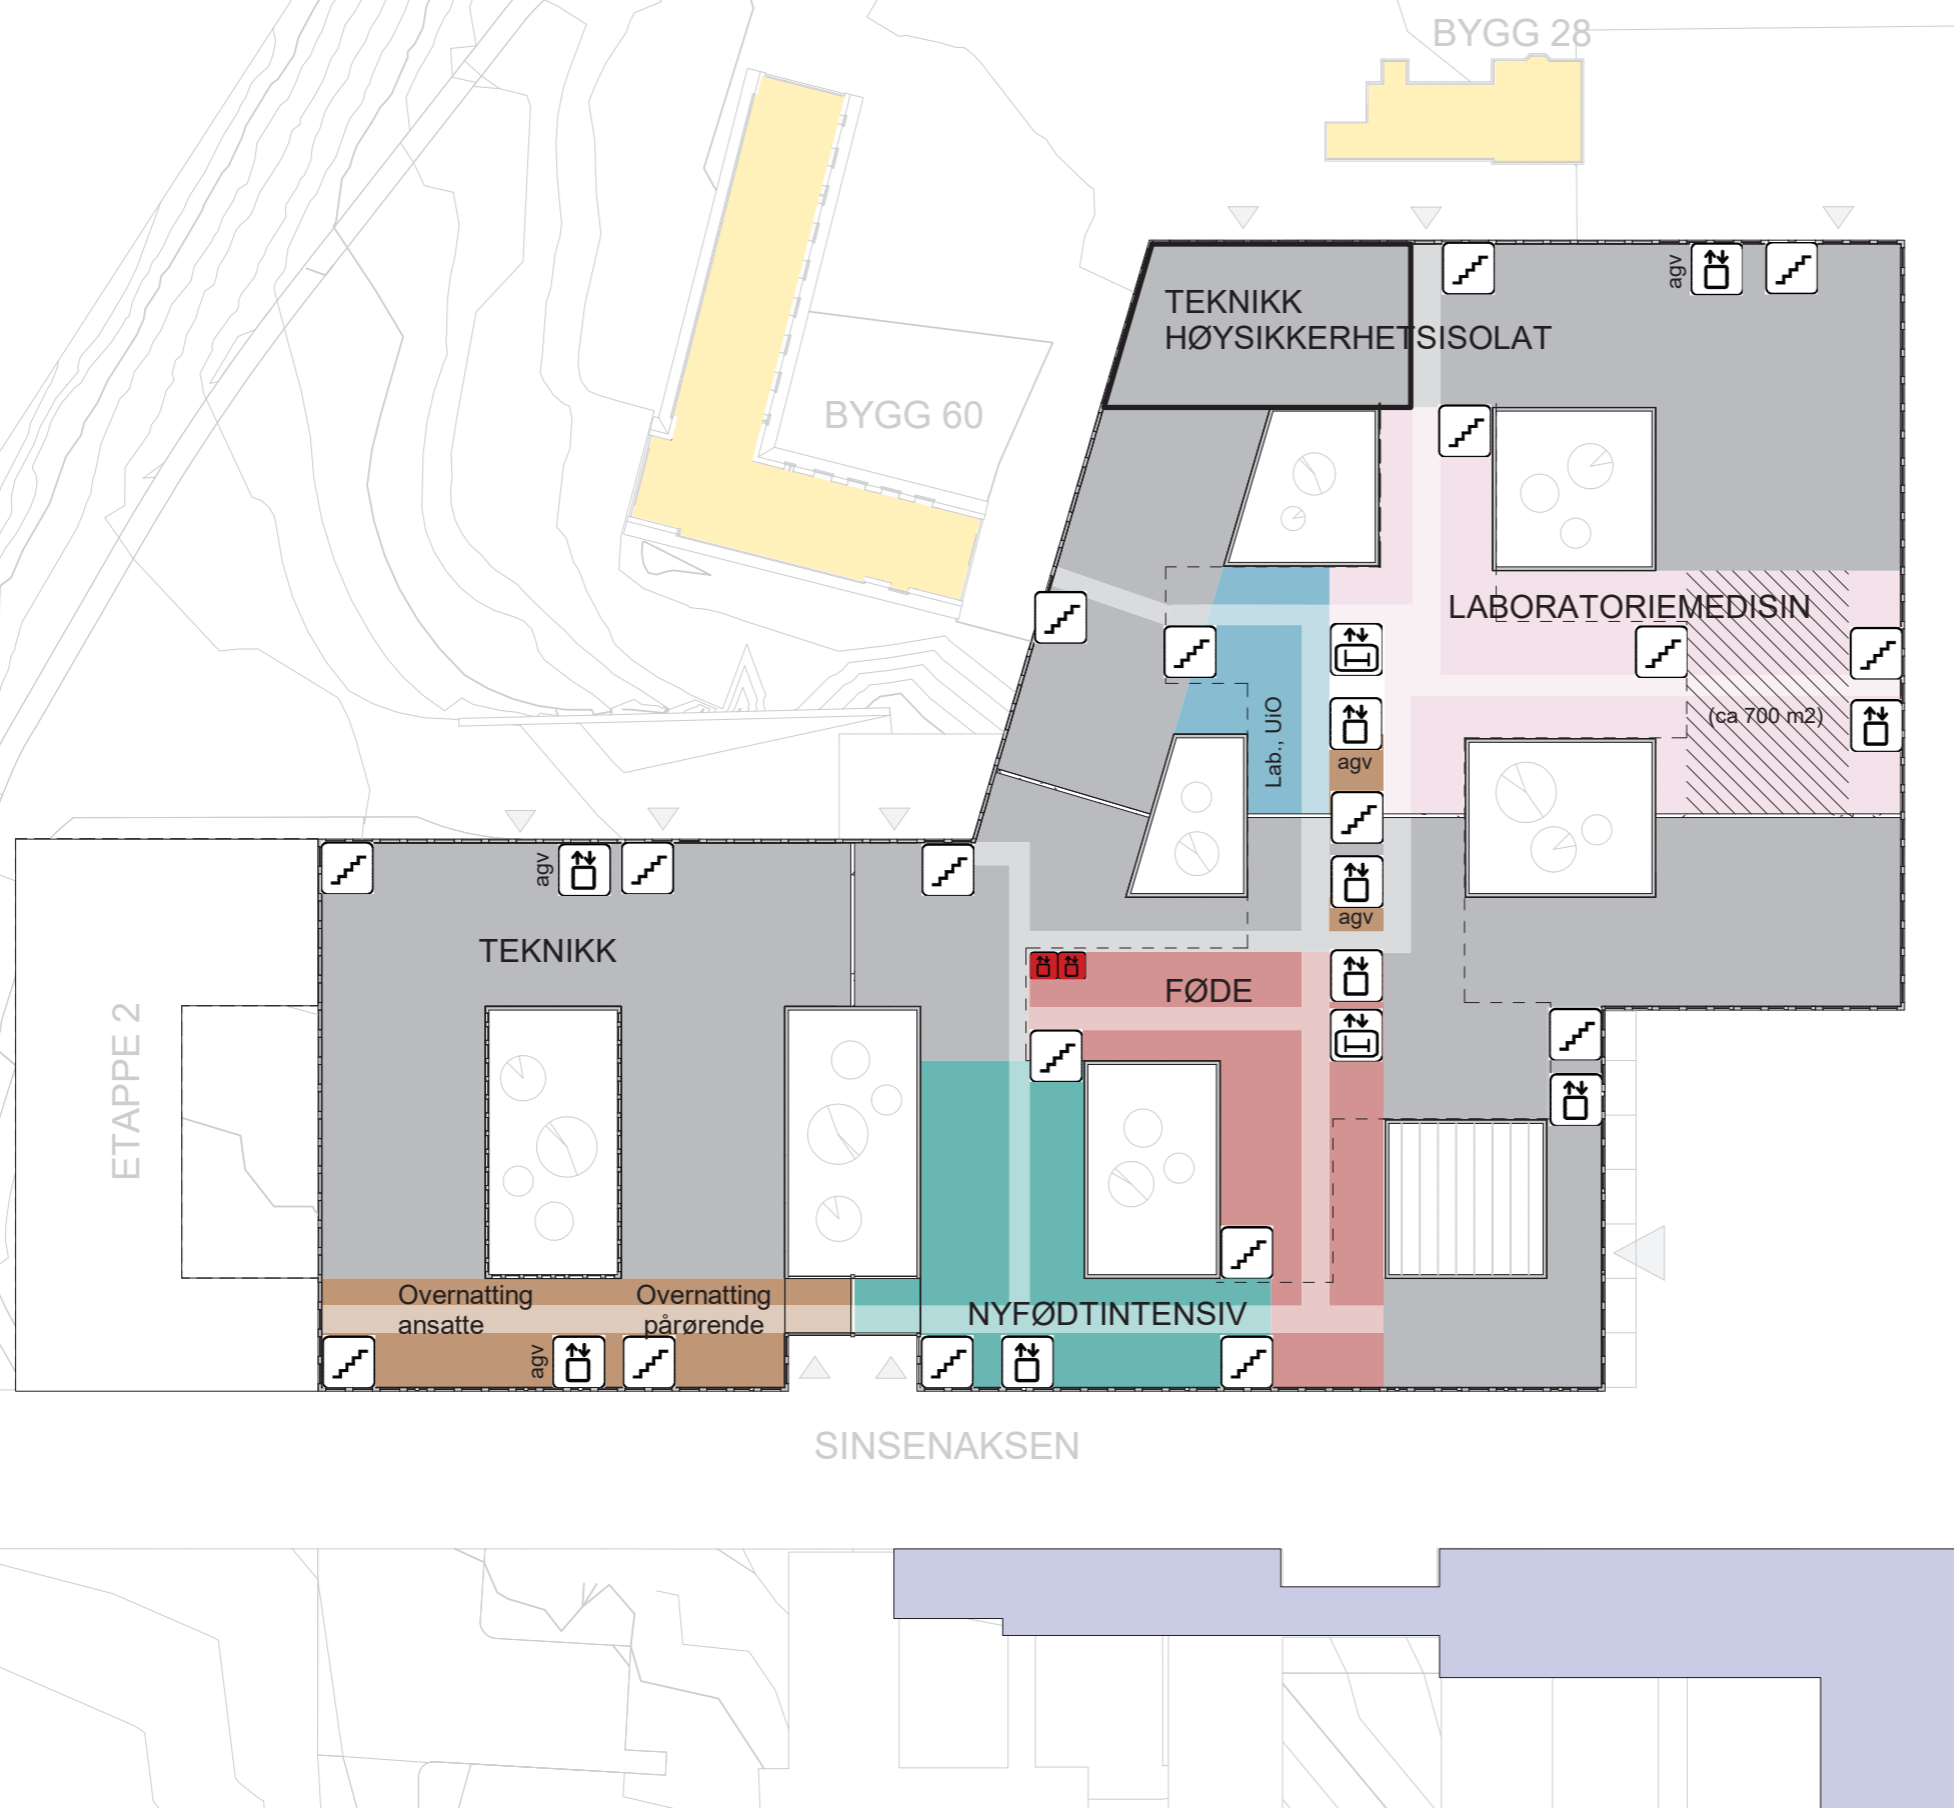 BYGG 28
agv
TEKNIKK
HØYSIKKERHETSISOLAT
BYGG 60
LABORATORIEMEDISIN
Lab., UiO
(ca 700 m2)
agv
agv
agv
TEKNIKK
FØDE
ETAPPE 2
Overnatting
ansatte
Overnatting
pårørende
NYFØDTINTENSIV
agv
SINSENAKSEN